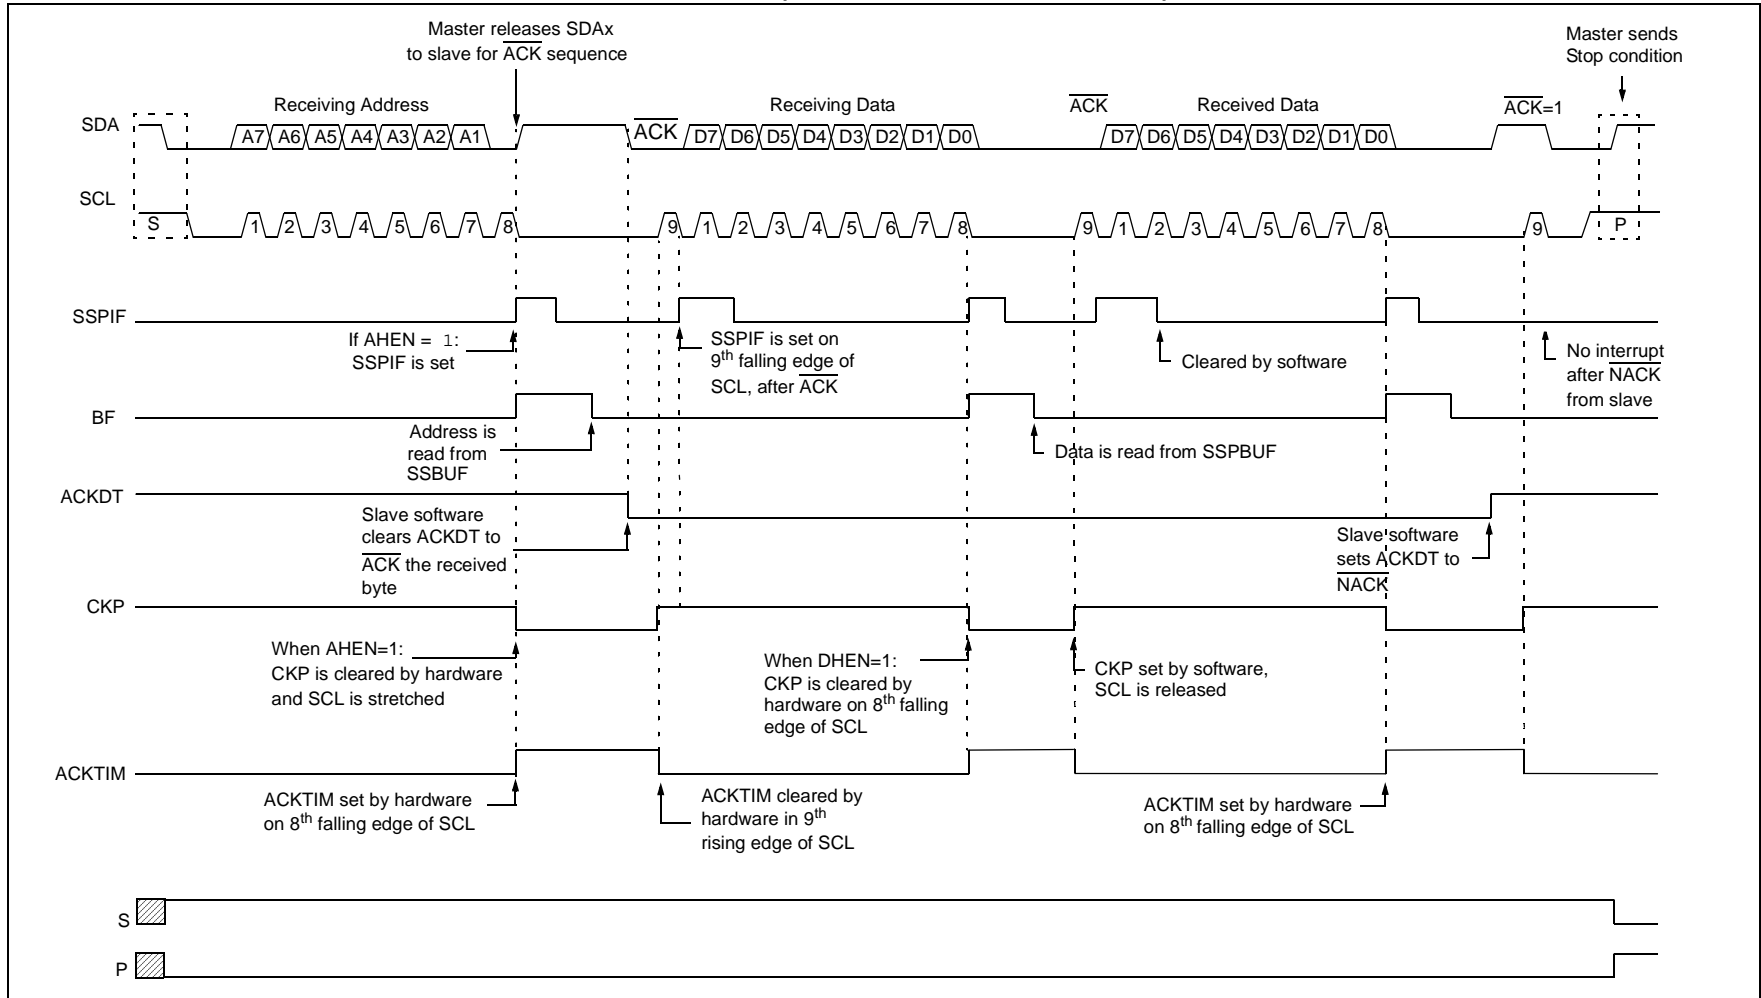 Master releases SDAx
to slave for ACK sequence
Master sends
Stop condition
Receiving Address
Receiving Data
ACK
Received Data
ACK=1
SDA
A7 A6 A5 A4 A3 A2 A1
ACK
D7 D6 D5 D4 D3 D2 D1 D0
D7 D6 D5 D4 D3 D2 D1 D0
SCL
S
1 2 3 4 5 6 7 8
9 1 2 3 4 5 6 7 8
9 1 2 3 4 5 6 7 8
9
P
SSPIF
If AHEN = 1:
SSPIF is set
SSPIF is set on
9th falling edge of
SCL, after ACK
Cleared by software
No interrupt
after NACK
from slave
BF
Address is
read from
SSBUF
Data is read from SSPBUF
ACKDT
Slave software
clears ACKDT to
ACK the received
byte
Slave software
sets ACKDT to
NACK
CKP
When AHEN=1:
CKP is cleared by hardware
and SCL is stretched
When DHEN=1:
CKP is cleared by
hardware on 8th falling
edge of SCL
CKP set by software,
SCL is released
ACKTIM
ACKTIM set by hardware
on 8th falling edge of SCL
ACKTIM cleared by
hardware in 9th
rising edge of SCL
ACKTIM set by hardware
on 8th falling edge of SCL
S
P